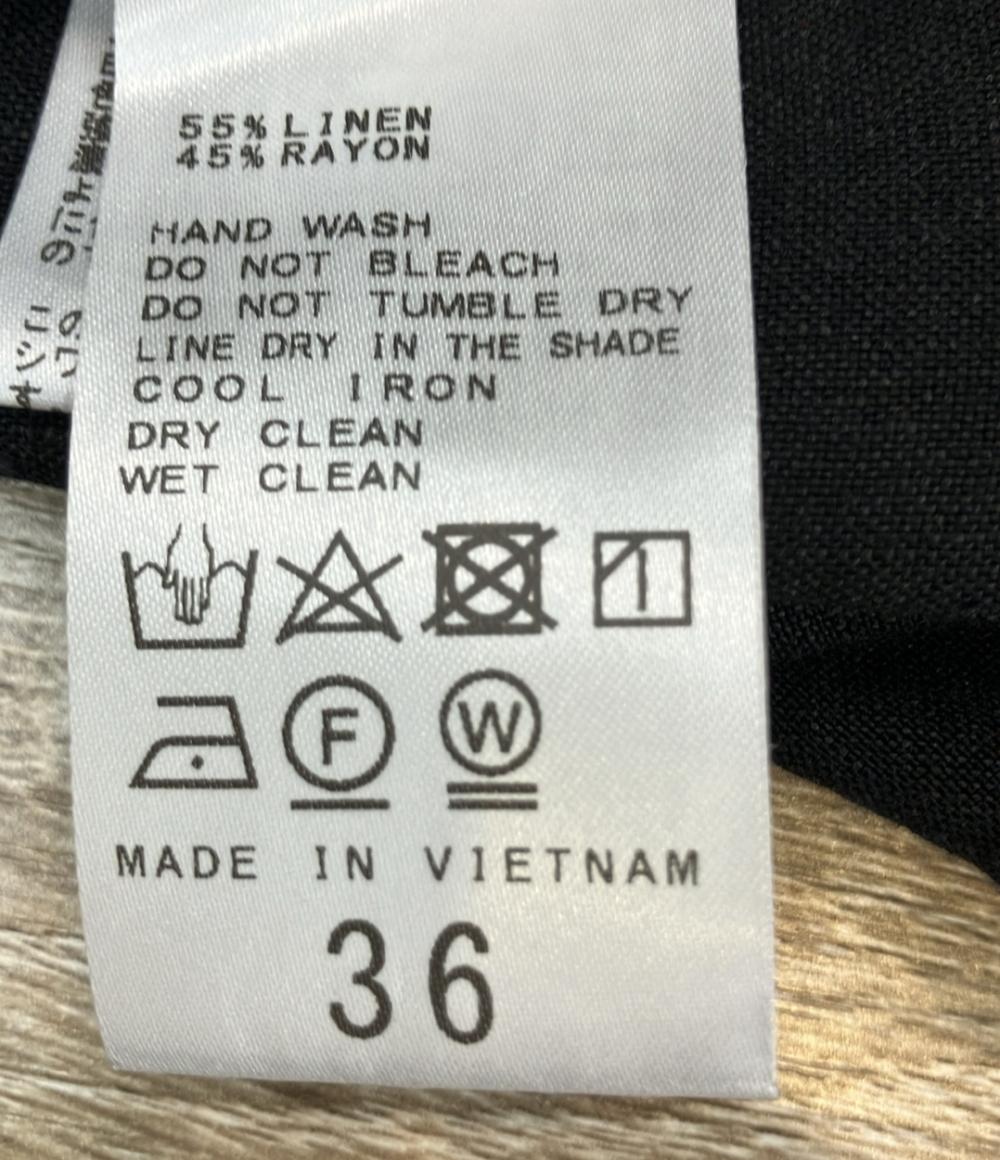 55% LINEN
45% RAYON
HAND WASH
DO NOT BLEACH
DO NOT TUMBLE DRY
LINE DRY IN THE SHADE
COOL IRON
DRY CLEAN
WET CLEAN
F W
MADE IN VIETNAM
36